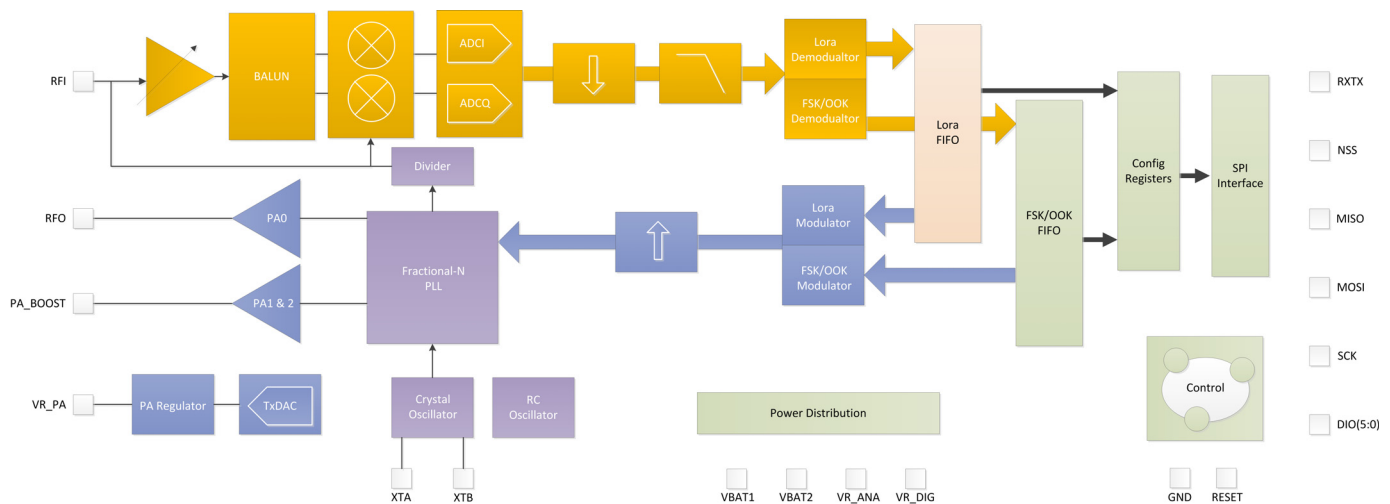 RFI
BALUN
ADCI
ADCQ
Lora
Demodualtor
FSK/OOK
Demodualtor
Lora
FIFO
Config
Registers
SPI
Interface
FSK/OOK
FIFO
Divider
RFO
PA0
Fractional-N
PLL
Lora
Modulator
FSK/OOK
Modulator
PA_BOOST
PA1 & 2
VR_PA
PA Regulator
TxDAC
Crystal
Oscillator
RC
Oscillator
Power Distribution
Control
XTA
XTB
VBAT1
VBAT2
VR_ANA
VR_DIG
GND
RESET
RXTX
NSS
MISO
MOSI
SCK
DIO(5:0)